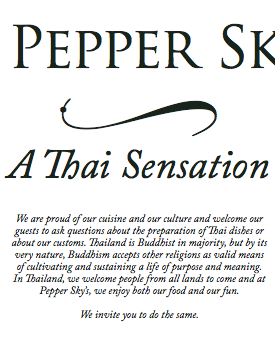 PEPPER SK
A Thai Sensation
We are proud of our cuisine and our culture and welcome our
guests to ask questions about the preparation of Thai dishes or
about our customs. Thailand is Buddhist in majority, but by its
very nature, Buddhism accepts other religions as valid means
of cultivating and sustaining a life of purpose and meaning.
In Thailand, we welcome people from all lands to come and at
Pepper Sky's, we enjoy both our food and our fun.
We invite you to do the same.